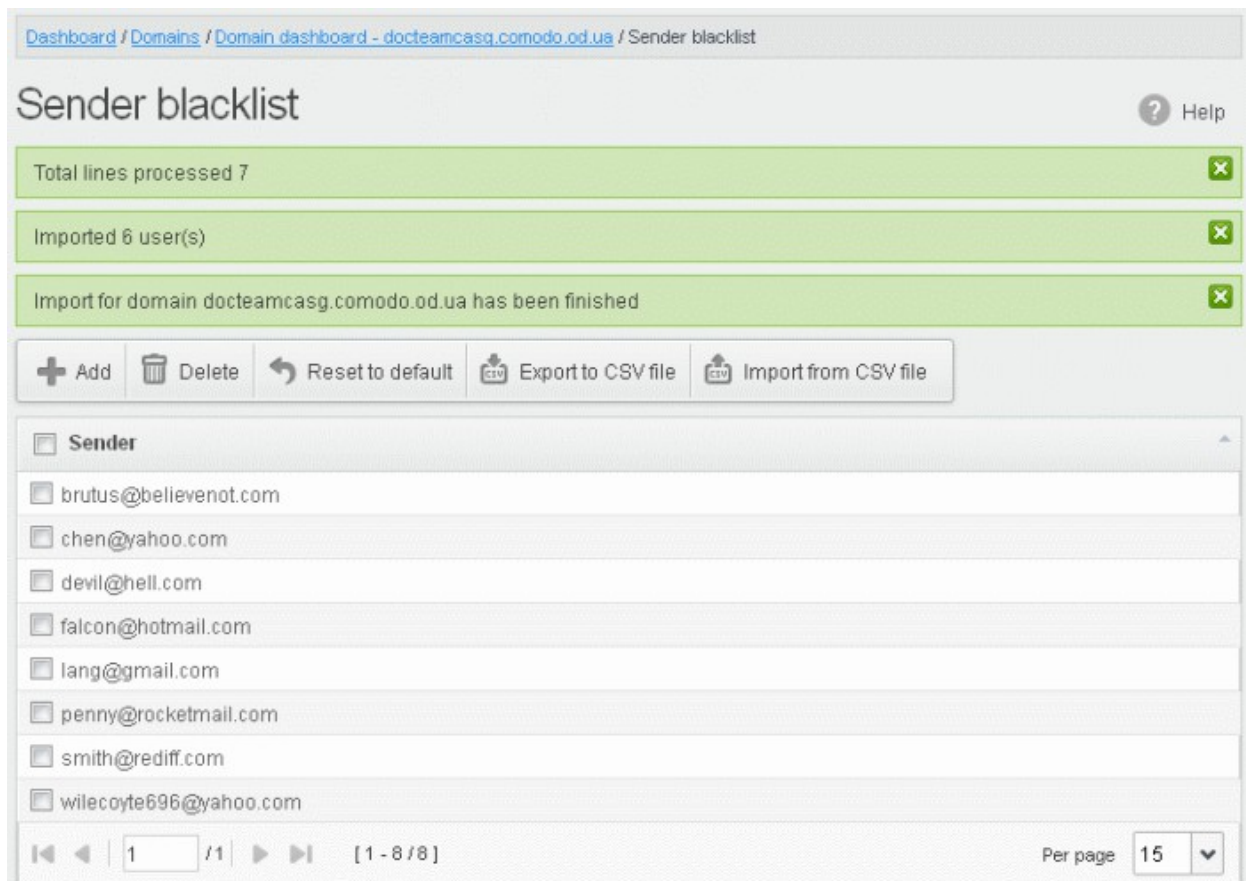 Dashboard / Domains / Domain dashboard - docteamcasg.comodo.od.ua / Sender blacklist
Sender blacklist
? Help
Total lines processed 7
Imported 6 user(s)
Import for domain docteamcasg.comodo.od.ua has been finished
Add Delete Reset to default CSV Export to CSV file CSV Import from CSV file
Sender
brutus@believenot.com
chen@yahoo.com
devil@hell.com
falcon@hotmail.com
lang@gmail.com
penny@rocketmail.com
smith@rediff.com
wilecoyte696@yahoo.com
1 /1 [1-8/8] Per page 15